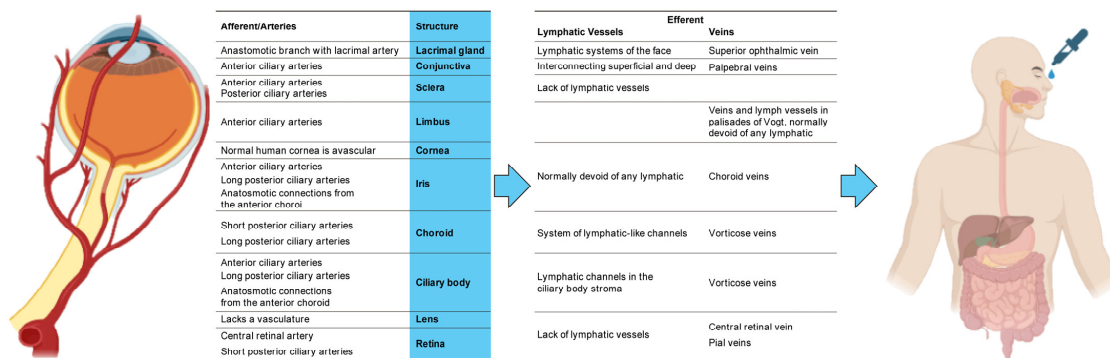 Afferent/Arteries Structure
Anastomotic branch with lacrimal artery Lacrimal gland
Anterior ciliary arteries Conjunctiva
Anterior ciliary arteries
Posterior ciliary arteries
Sclera
Anterior ciliary arteries Limbus
Normal human cornea is avascular Cornea
Anterior ciliary arteries
Long posterior ciliary arteries
Anatosmotic connections from
the anterior choroi
Iris
Short posterior ciliary arteries
Long posterior ciliary arteries
Choroid
Anterior ciliary arteries
Long posterior ciliary arteries
Anatosmotic connections
from the anterior choroid
Ciliary body
Lacks a vasculature Lens
Central retinal artery
Short posterior ciliary arteries
Retina
Efferent
Lymphatic Vessels Veins
Lymphatic systems of the face Superior ophthalmic vein
Interconnecting superficial and deep Palpebral veins
Lack of lymphatic vessels
Veins and lymph vessels in
palisades of Vogt, normally
devoid of any lymphatic
Normally devoid of any lymphatic Choroid veins
System of lymphatic-like channels Vorticose veins
Lymphatic channels in the
ciliary body stroma
Vorticose veins
Lack of lymphatic vessels
Central retinal vein
Pial veins